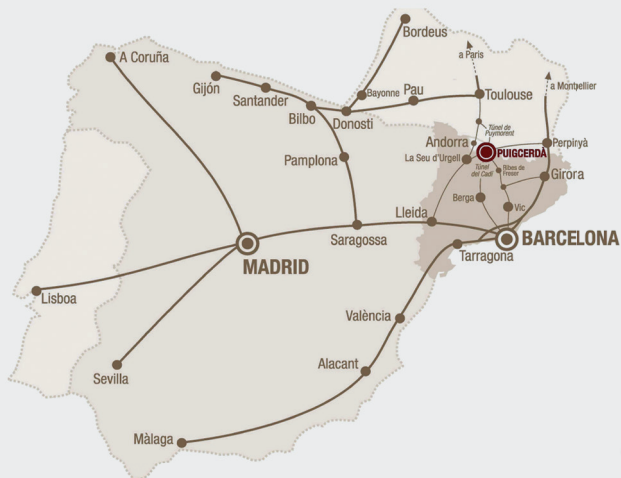 Bordeus
A Coruña
a Paris
a Montpellier
Gijón
Santander
Bilbo
Bayonne
Pau
Toulouse
Donosti
Túnel de
Puymorent
Andorra
PUIGCERDÀ
Perpinyà
Pamplona
La Seu d'Urgell
Túnel
del Cadí
Ribes de
Freser
Girora
Berga
Vic
Lleida
Saragossa
BARCELONA
MADRID
Tarragona
Lisboa
València
Alacant
Sevilla
Màlaga